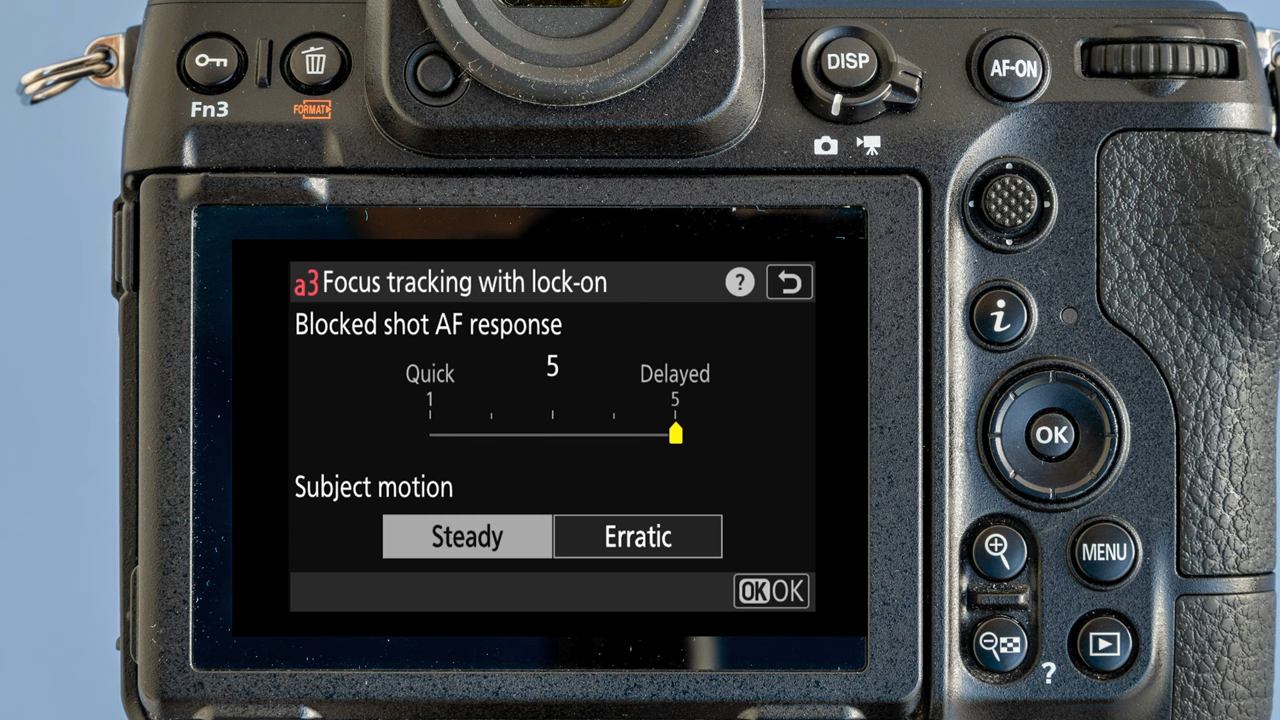 DISP
AF-ON
Fn3
FORMAT
a3 Focus tracking with lock-on ?
Blocked shot AF response
Quick 5 Delayed
1 5
Subject motion
Steady Erratic
OK OK
i
OK
MENU
?